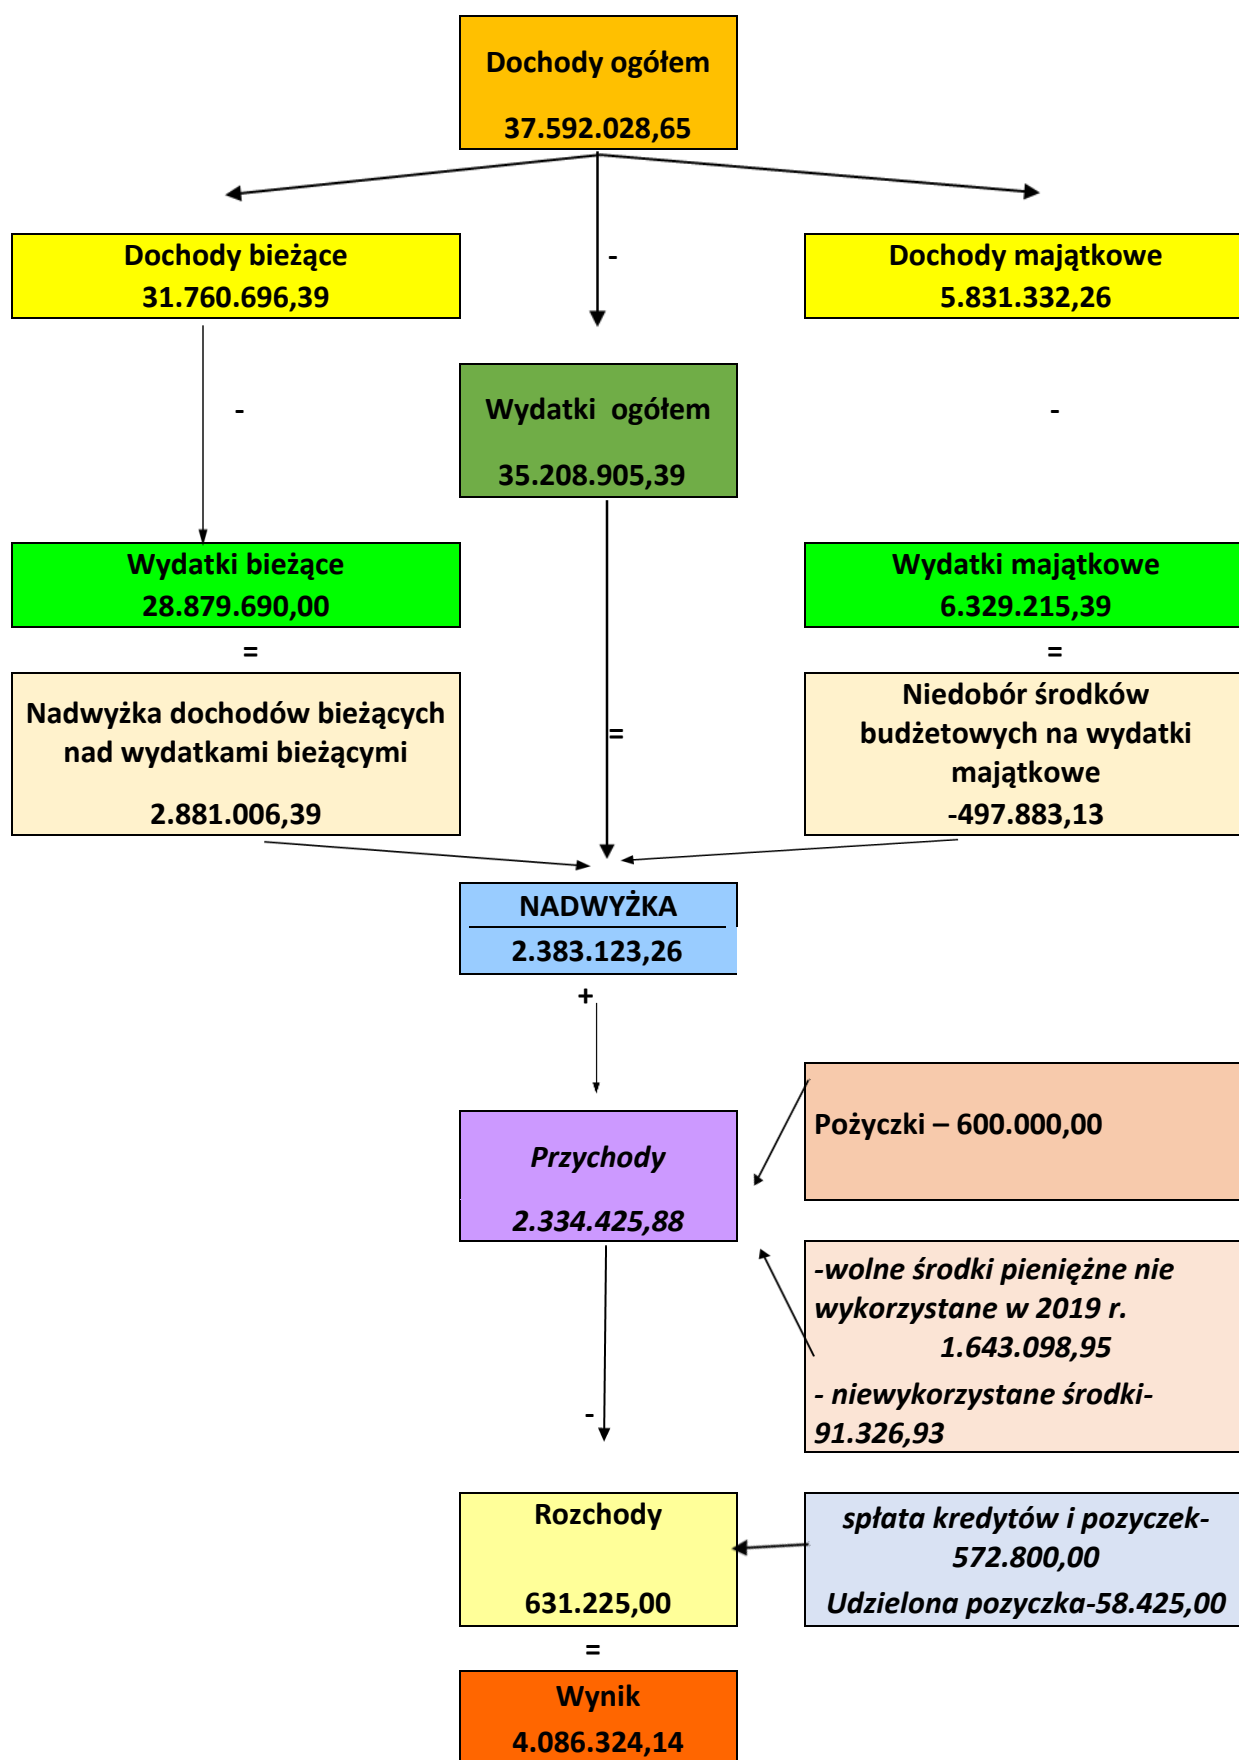 Dochody ogółem
37.592.028,65
Dochody bieżące
31.760.696,39
-
Dochody majątkowe
5.831.332,26
-
Wydatki ogółem
35.208.905,39
-
Wydatki bieżące
28.879.690,00
Wydatki majątkowe
6.329.215,39
=
=
Nadwyżka dochodów bieżących
nad wydatkami bieżącymi
2.881.006,39
=
Niedobór środków
budżetowych na wydatki
majątkowe
-497.883,13
NADWYŻKA
2.383.123,26
+
Pożyczki – 600.000,00
Przychody
2.334.425,88
-wolne środki pieniężne nie
wykorzystane w 2019 r.
1.643.098,95
- niewykorzystane środki-
91.326,93
-
Rozchody
631.225,00
spłata kredytów i pozyczek-
572.800,00
Udzielona pozyczka-58.425,00
=
Wynik
4.086.324,14